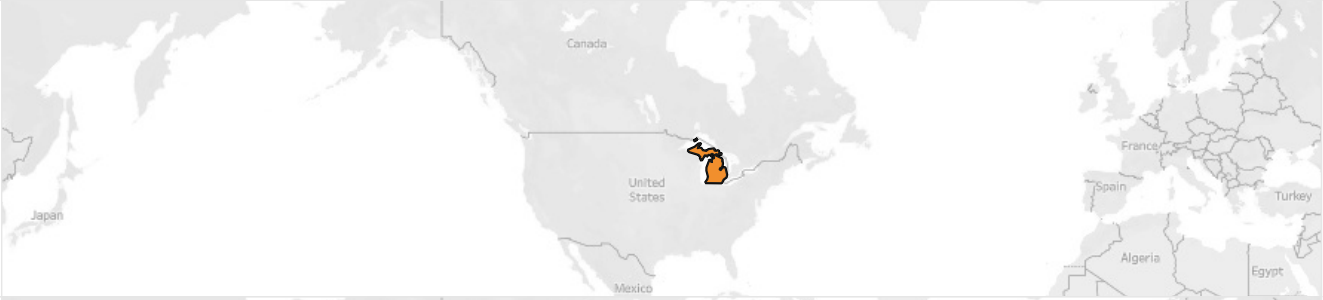 Canada
France
United
States
Spain
Turkey
Japan
Algeria
Egypt
Mexico